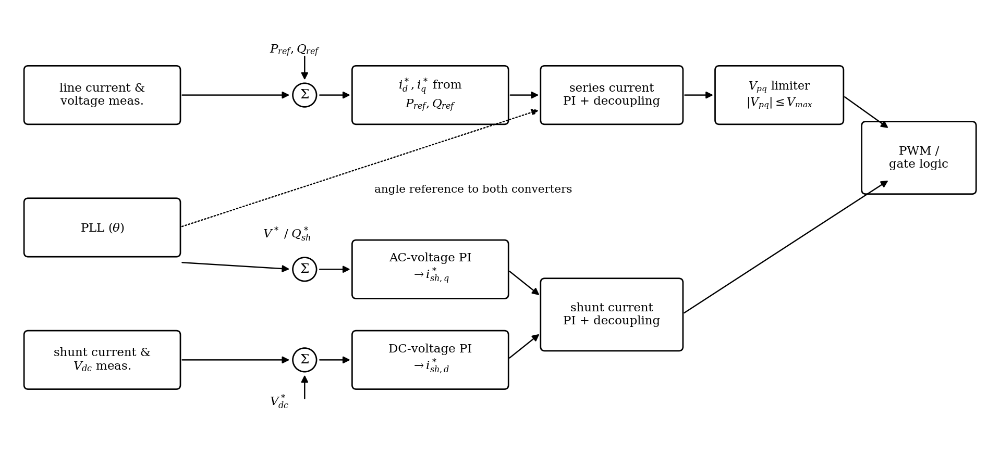 P_ref, Q_ref
line current &
voltage meas.
Σ
i_d^*, i_q^* from
P_ref, Q_ref
series current
PI + decoupling
V_pq limiter
|V_pq| ≤ V_max
PWM /
gate logic
angle reference to both converters
PLL (θ)
V^* / Q_sh^*
Σ
AC-voltage PI
→ i_sh,q^*
shunt current
PI + decoupling
shunt current &
V_dc meas.
Σ
DC-voltage PI
→ i_sh,d^*
V_dc^*